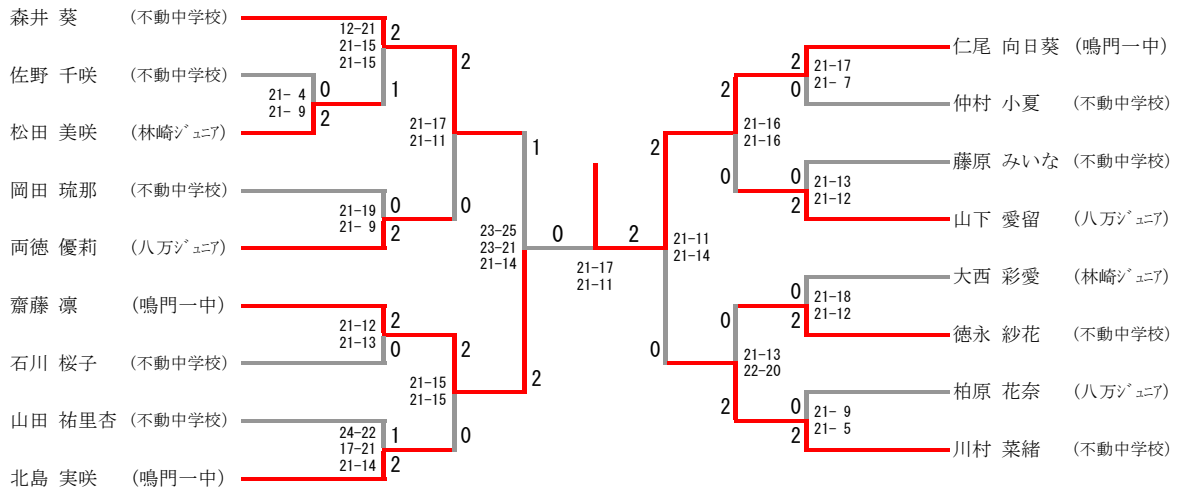 森井 葵 (不動中学校)
12-21 2
21-15
21-15
佐野 千咲 (不動中学校)
21- 4 0
21- 9 2
1
松田 美咲 (林崎ジュニア)
2
21-17
21-11
岡田 琉那 (不動中学校)
21-19 0
21- 9 2
0
両徳 優莉 (八万ジュニア)
1
23-25
23-21
21-14
2
齋藤 凛 (鳴門一中)
21-12 2
21-13 0
石川 桜子 (不動中学校)
2
21-15
21-15
0
山田 祐里杏 (不動中学校)
24-22 1
17-21
21-14 2
北島 実咲 (鳴門一中)
0 2
21-17
21-11
仁尾 向日葵 (鳴門一中)
2 21-17
0 21- 7
仲村 小夏 (不動中学校)
2
21-16
21-16
0
藤原 みいな (不動中学校)
0 21-13
2 21-12
山下 愛留 (八万ジュニア)
2
21-11
21-14
0
大西 彩愛 (林崎ジュニア)
0 21-18
2 21-12
徳永 紗花 (不動中学校)
0
21-13
22-20
2
柏原 花奈 (八万ジュニア)
0 21- 9
2 21- 5
川村 菜緒 (不動中学校)